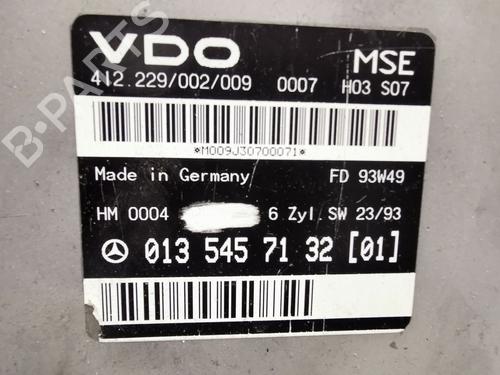 VDO MSE
412.229/002/009 0007 H03 S07
*M009J30700071*
Made in Germany FD 93W49
HM 0004 6 Zyl. SW 23/93
013 545 71 32 [01]
B-PARTS